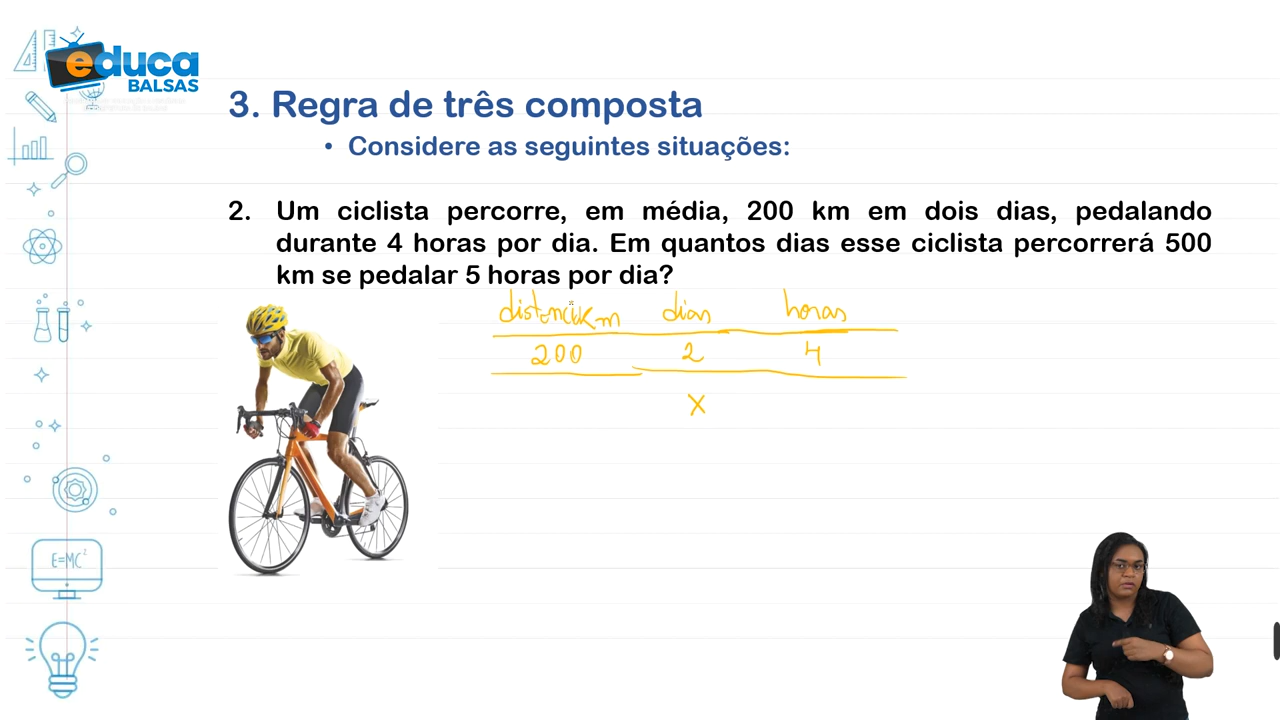 educa
BALSAS
3. Regra de três composta
• Considere as seguintes situações:
2. Um ciclista percorre, em média, 200 km em dois dias, pedalando
durante 4 horas por dia. Em quantos dias esse ciclista percorrerá 500
km se pedalar 5 horas por dia?
distancia km dias horas
200 2 4
X
E=MC²